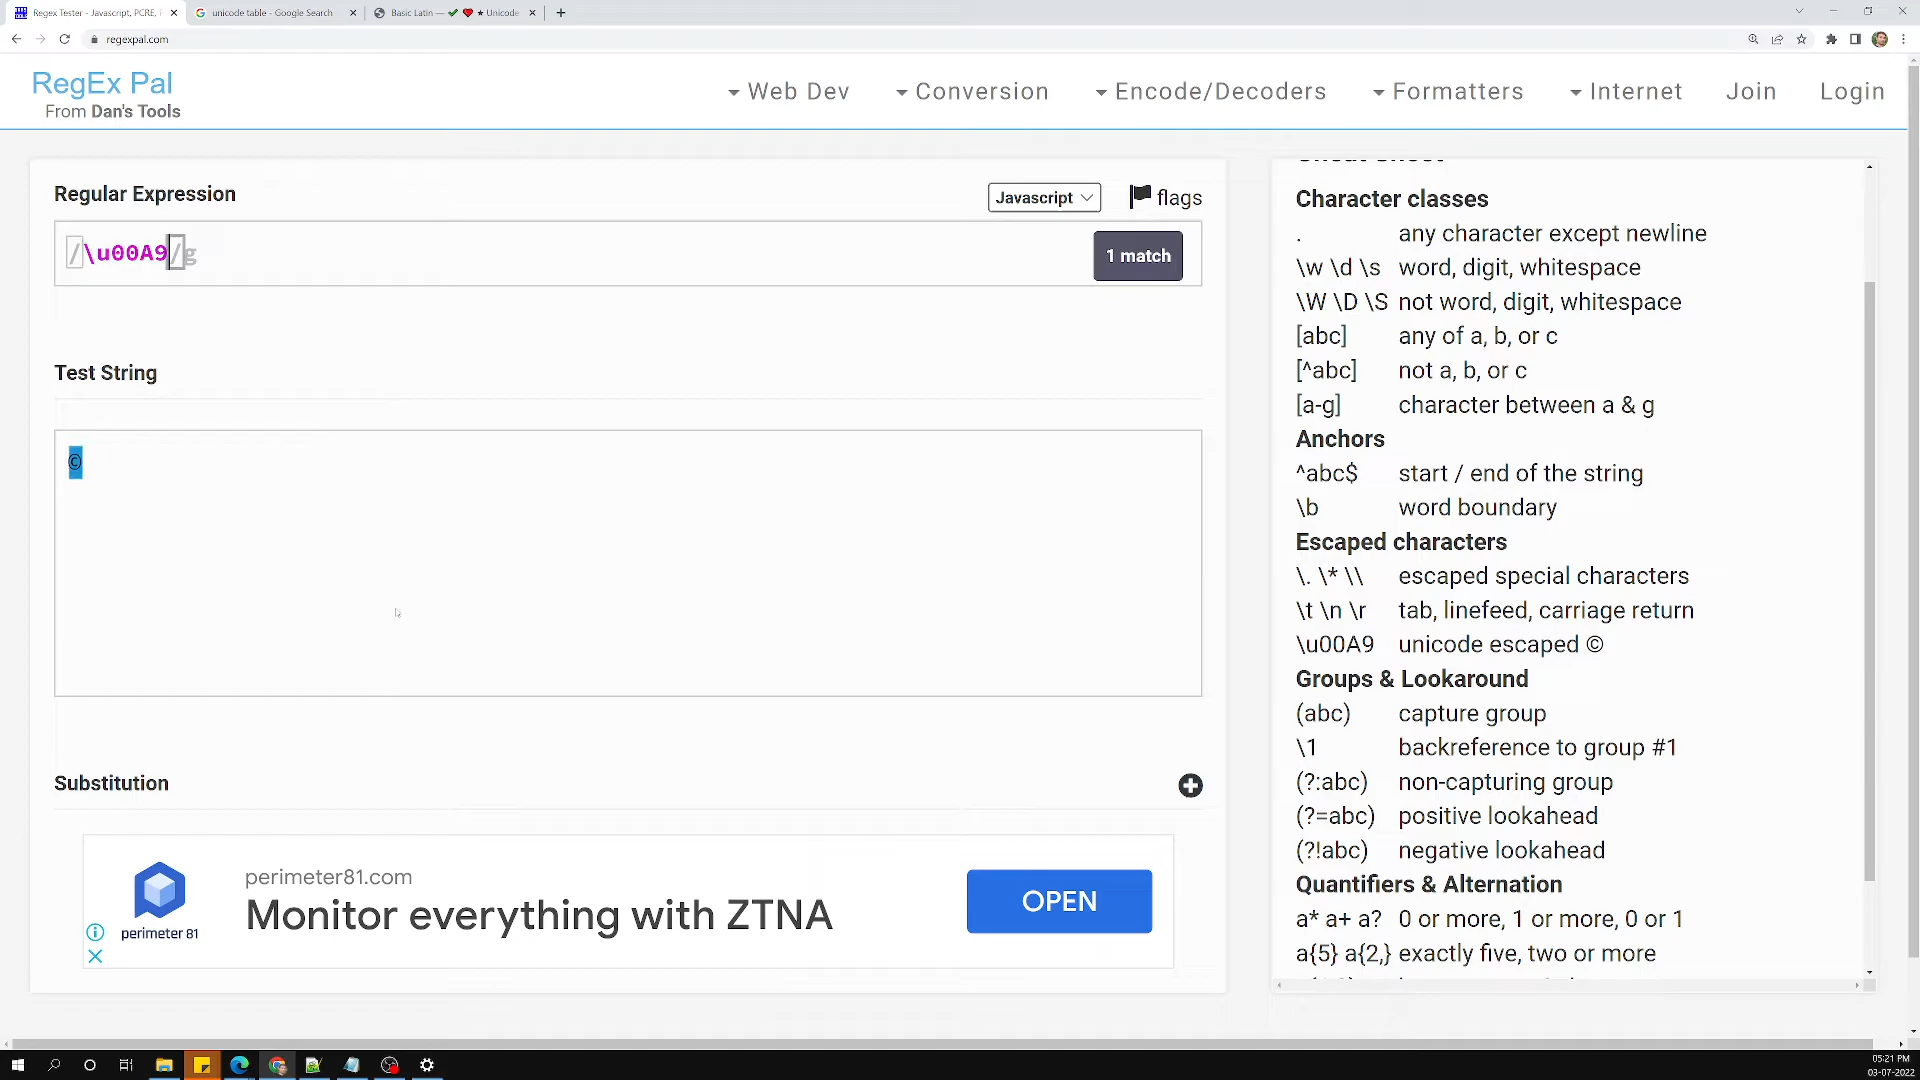 Regex Tester - Javascript, PCRE, P
unicode table - Google Search
Basic Latin — ✔ ❤ ★ Unicode
regexpal.com
RegEx Pal
From Dan's Tools
Web Dev
Conversion
Encode/Decoders
Formatters
Internet
Join
Login
Regular Expression
Javascript
flags
/\u00A9/g
1 match
Test String
©
Substitution
perimeter81.com
Monitor everything with ZTNA
perimeter 81
OPEN
Cheat Sheet
Character classes
. any character except newline
\w \d \s word, digit, whitespace
\W \D \S not word, digit, whitespace
[abc] any of a, b, or c
[^abc] not a, b, or c
[a-g] character between a & g
Anchors
^abc$ start / end of the string
\b word boundary
Escaped characters
\. \* \\ escaped special characters
\t \n \r tab, linefeed, carriage return
\u00A9 unicode escaped ©
Groups & Lookaround
(abc) capture group
\1 backreference to group #1
(?:abc) non-capturing group
(?=abc) positive lookahead
(?!abc) negative lookahead
Quantifiers & Alternation
a* a+ a? 0 or more, 1 or more, 0 or 1
a{5} a{2,} exactly five, two or more
05:21 PM
03-07-2022